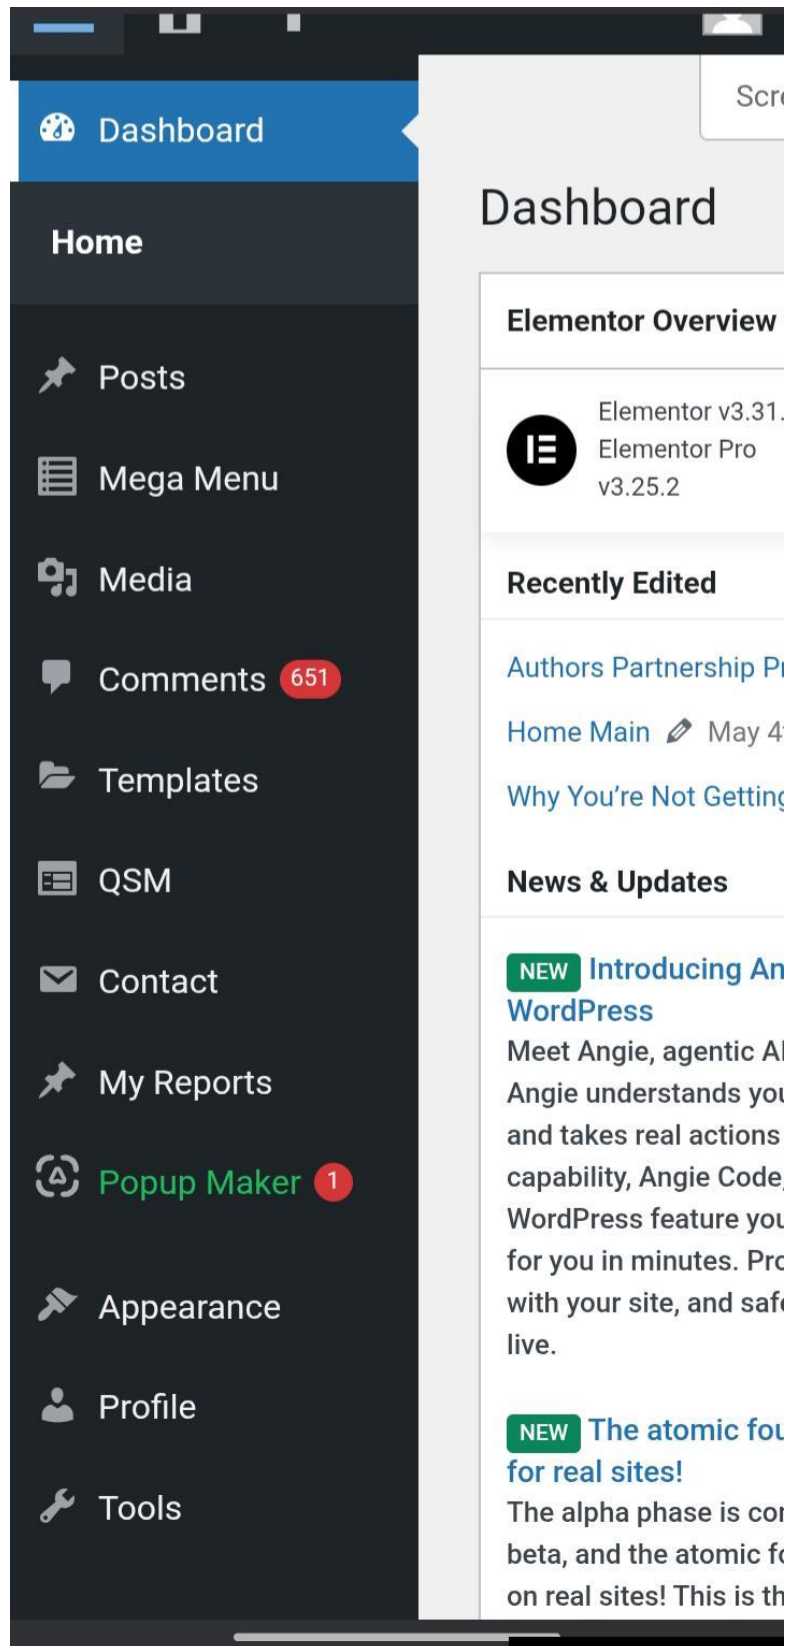 Dashboard
Home
Posts
Mega Menu
Media
Comments 651
Templates
QSM
Contact
My Reports
Popup Maker 1
Appearance
Profile
Tools
Dashboard
Elementor Overview
Elementor v3.31.
Elementor Pro
v3.25.2
Recently Edited
Authors Partnership
Home Main May
Why You're Not Getting
News & Updates
NEW Introducing
WordPress
Meet Angie, agentic AI
Angie understands
and takes real actions
capability, Angie Code,
WordPress feature you
for you in minutes.
with your site, and
live.
NEW The atomic
for real sites!
The alpha phase is
beta, and the atomic
on real sites! This is